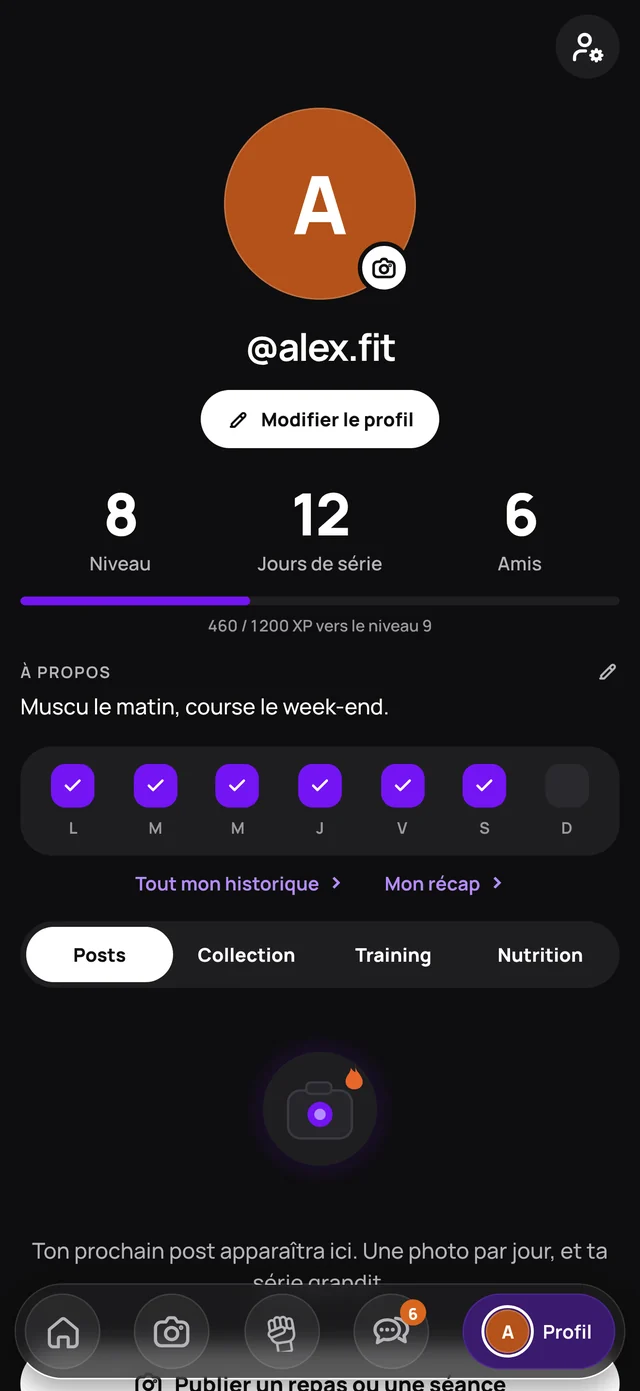 A
@alex.fit
Modifier le profil
8 12 6
Niveau Jours de série Amis
460 / 1200 XP vers le niveau 9
À PROPOS
Muscu le matin, course le week-end.
L M M J V S D
Tout mon historique Mon récap
Posts Collection Training Nutrition
Ton prochain post apparaîtra ici. Une photo par jour, et ta
série grandit.
6
A Profil
Publier un repas ou une séance